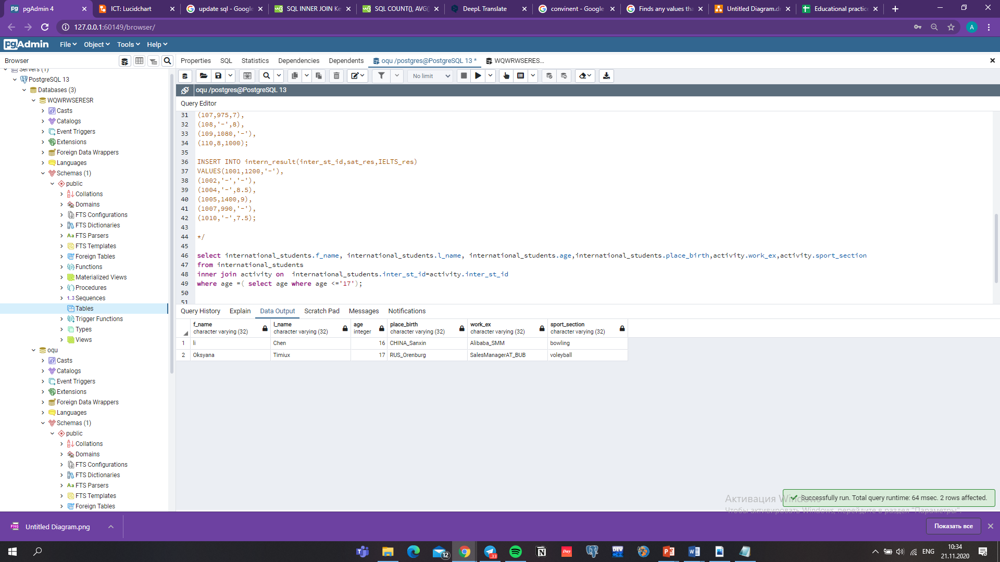 pgAdmin 4
ICT: Lucidchart
update sql - Google
SQL INNER JOIN Ke
SQL COUNT(), AVG(
DeepL Translate
convinent - Google
Finds any values tha
Untitled Diagram.dr
Educational practice
127.0.0.1:60149/browser/
A
pgAdmin
File
Object
Tools
Help
Browser
Properties
SQL
Statistics
Dependencies
Dependents
oqu /postgres@PostgreSQL 13 *
WQWRWSERES...
Servers (1)
PostgreSQL 13
Databases (3)
WQWRWSERESR
Casts
Catalogs
Event Triggers
Extensions
Foreign Data Wrappers
Languages
Schemas (1)
public
Collations
Domains
FTS Configurations
FTS Dictionaries
Aa FTS Parsers
FTS Templates
Foreign Tables
Functions
Materialized Views
Procedures
1..3 Sequences
Tables
Trigger Functions
Types
Views
oqu
Casts
Catalogs
Event Triggers
Extensions
Foreign Data Wrappers
Languages
Schemas (1)
public
Collations
Domains
FTS Configurations
FTS Dictionaries
Aa FTS Parsers
FTS Templates
Foreign Tables
No limit
oqu /postgres@PostgreSQL 13
Query Editor
31 (107,975,7),
32 (108,'-',8),
33 (109,1080,'-'),
34 (110,8,1000);
35
36 INSERT INTO intern_result(inter_st_id,sat_res,IELTS_res)
37 VALUES(1001,1200,'-'),
38 (1002,'-','-'),
39 (1004,'-',8.5),
40 (1005,1400,9),
41 (1007,990,'-'),
42 (1010,'-',7.5);
43
44 */
45
46 select international_students.f_name, international_students.l_name, international_students.age,international_students.place_birth,activity.work_ex,activity.sport_section
47 from international_students
48 inner join activity on  international_students.inter_st_id=activity.inter_st_id
49 where age =( select age where age <='17');
50
51
Query History
Explain
Data Output
Scratch Pad
Messages
Notifications
f_name character varying (32)
l_name character varying (32)
age integer
place_birth character varying (32)
work_ex character varying (32)
sport_section character varying (32)
1 li Chen 16 CHINA_Sanxin Alibaba_SMM bowling
2 Oksyana Timiux 17 RUS_Orenburg SalesManagerAT_BUB voleyball
Активация Windows
Successfully run. Total query runtime: 64 msec. 2 rows affected.
Чтобы активировать Windows, перейдите в раздел "Параметры".
PNG
Untitled Diagram.png
Показать все
12
33
Day
DEV
ENG
10:34
21.11.2020